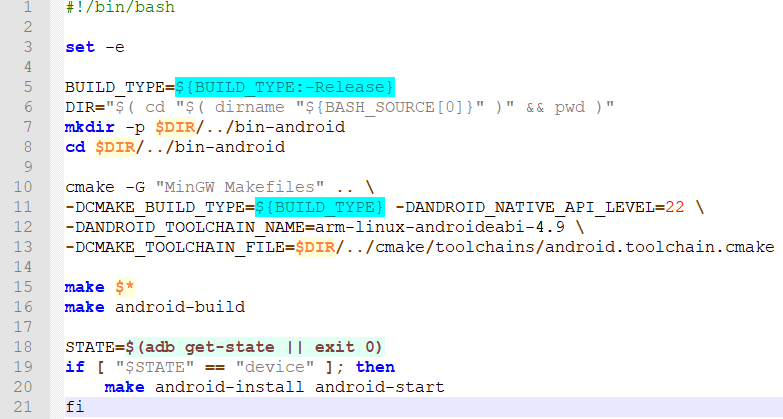 1 #!/bin/bash
2
3 set -e
4
5 BUILD_TYPE=${BUILD_TYPE:-Release}
6 DIR="$( cd "$( dirname "${BASH_SOURCE[0]}" )" && pwd )"
7 mkdir -p $DIR/../bin-android
8 cd $DIR/../bin-android
9
10 cmake -G "MinGW Makefiles" .. \
11 -DCMAKE_BUILD_TYPE=${BUILD_TYPE} -DANDROID_NATIVE_API_LEVEL=22 \
12 -DANDROID_TOOLCHAIN_NAME=arm-linux-androideabi-4.9 \
13 -DCMAKE_TOOLCHAIN_FILE=$DIR/../cmake/toolchains/android.toolchain.cmake
14
15 make $*
16 make android-build
17
18 STATE=$(adb get-state || exit 0)
19 if [ "$STATE" == "device" ]; then
20     make android-install android-start
21 fi